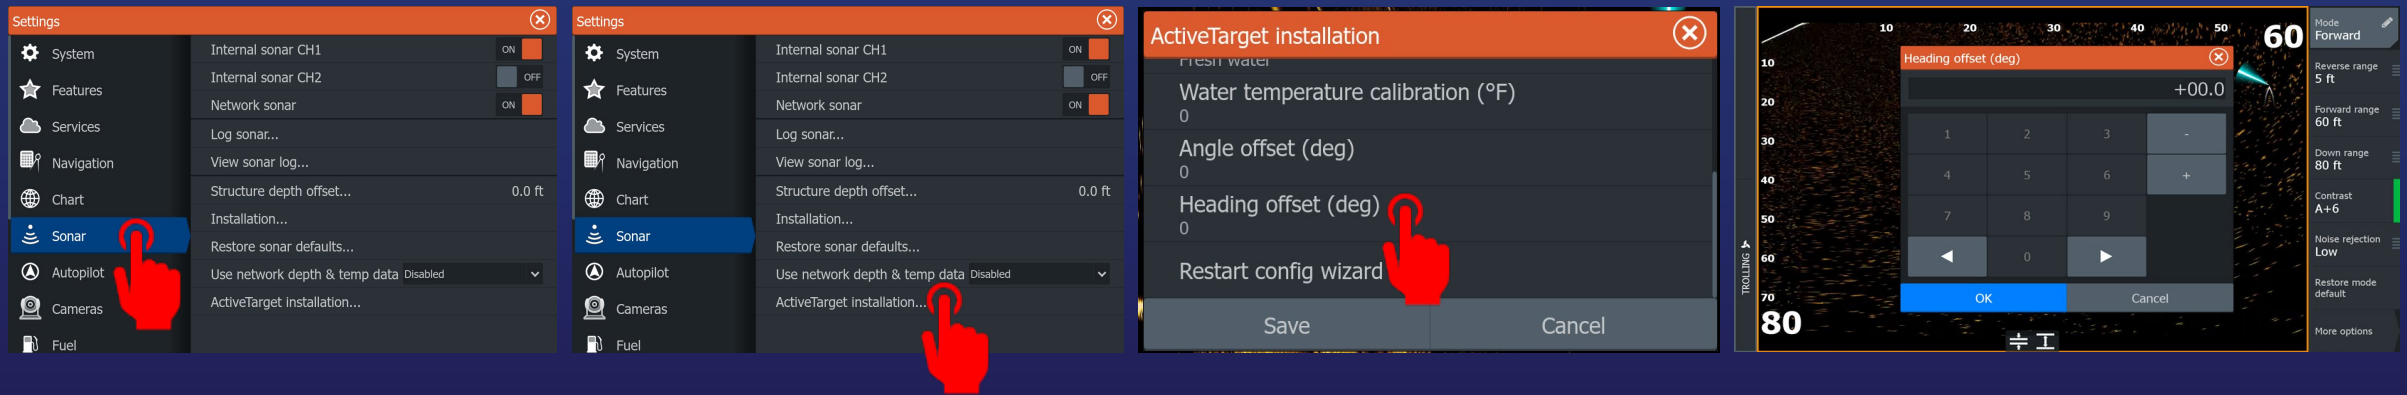 Settings
System
Features
Services
Navigation
Chart
Sonar
Autopilot
Cameras
Fuel
Internal sonar CH1 ON
Internal sonar CH2 OFF
Network sonar ON
Log sonar...
View sonar log...
Structure depth offset... 0.0 ft
Installation...
Restore sonar defaults...
Use network depth & temp data Disabled
ActiveTarget installation...
Settings
System
Features
Services
Navigation
Chart
Sonar
Autopilot
Cameras
Fuel
Internal sonar CH1 ON
Internal sonar CH2 OFF
Network sonar ON
Log sonar...
View sonar log...
Structure depth offset... 0.0 ft
Installation...
Restore sonar defaults...
Use network depth & temp data Disabled
ActiveTarget installation...
ActiveTarget installation
Fresh water
Water temperature calibration (°F)
0
Angle offset (deg)
0
Heading offset (deg)
0
Restart config wizard
Save Cancel
TROLLING
10 20 30 40 50 60
10
20
30
40
50
60
70
80
Heading offset (deg)
+00.0
1 2 3 -
4 5 6 +
7 8 9
0
OK Cancel
Mode
Forward
Reverse range
5 ft
Forward range
60 ft
Down range
80 ft
Contrast
A+6
Noise rejection
Low
Restore mode
default
More options